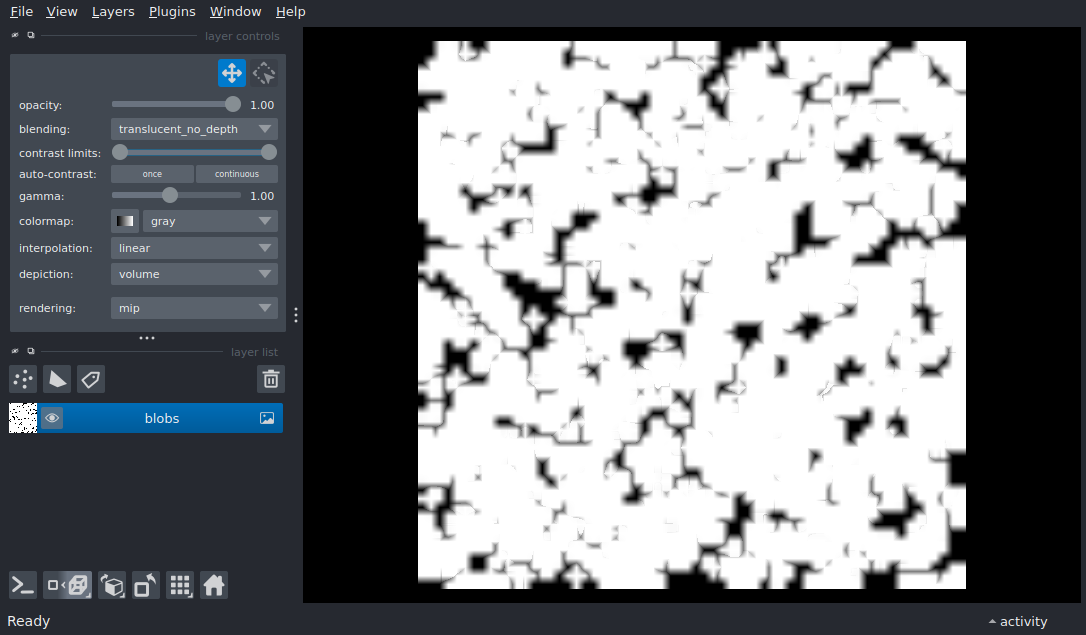 File View Layers Plugins Window Help
layer controls
opacity: 1.00
blending: translucent_no_depth
contrast limits:
auto-contrast: once continuous
gamma: 1.00
colormap: gray
interpolation: linear
depiction: volume
rendering: mip
layer list
blobs
Ready activity